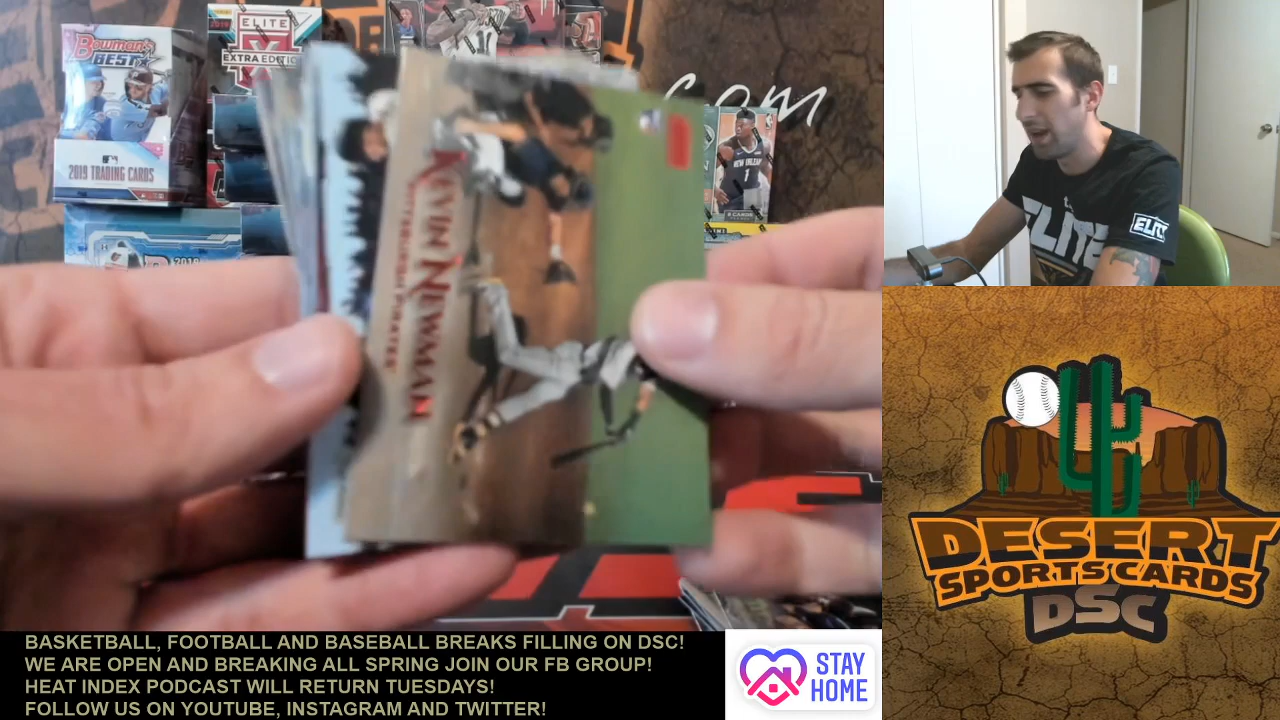 Bowman's
BEST
2019 TRADING CARDS
2019
ELITE
EXTRA EDITION
com
NEW ORLEANS
1
KEVIN NEWMAN
PITTSBURGH PIRATES
ELITE
ELITE
DESERT
SPORTS CARDS
DSC
BASKETBALL, FOOTBALL AND BASEBALL BREAKS FILLING ON DSC!
WE ARE OPEN AND BREAKING ALL SPRING JOIN OUR FB GROUP!
HEAT INDEX PODCAST WILL RETURN TUESDAYS!
FOLLOW US ON YOUTUBE, INSTAGRAM AND TWITTER!
STAY
HOME